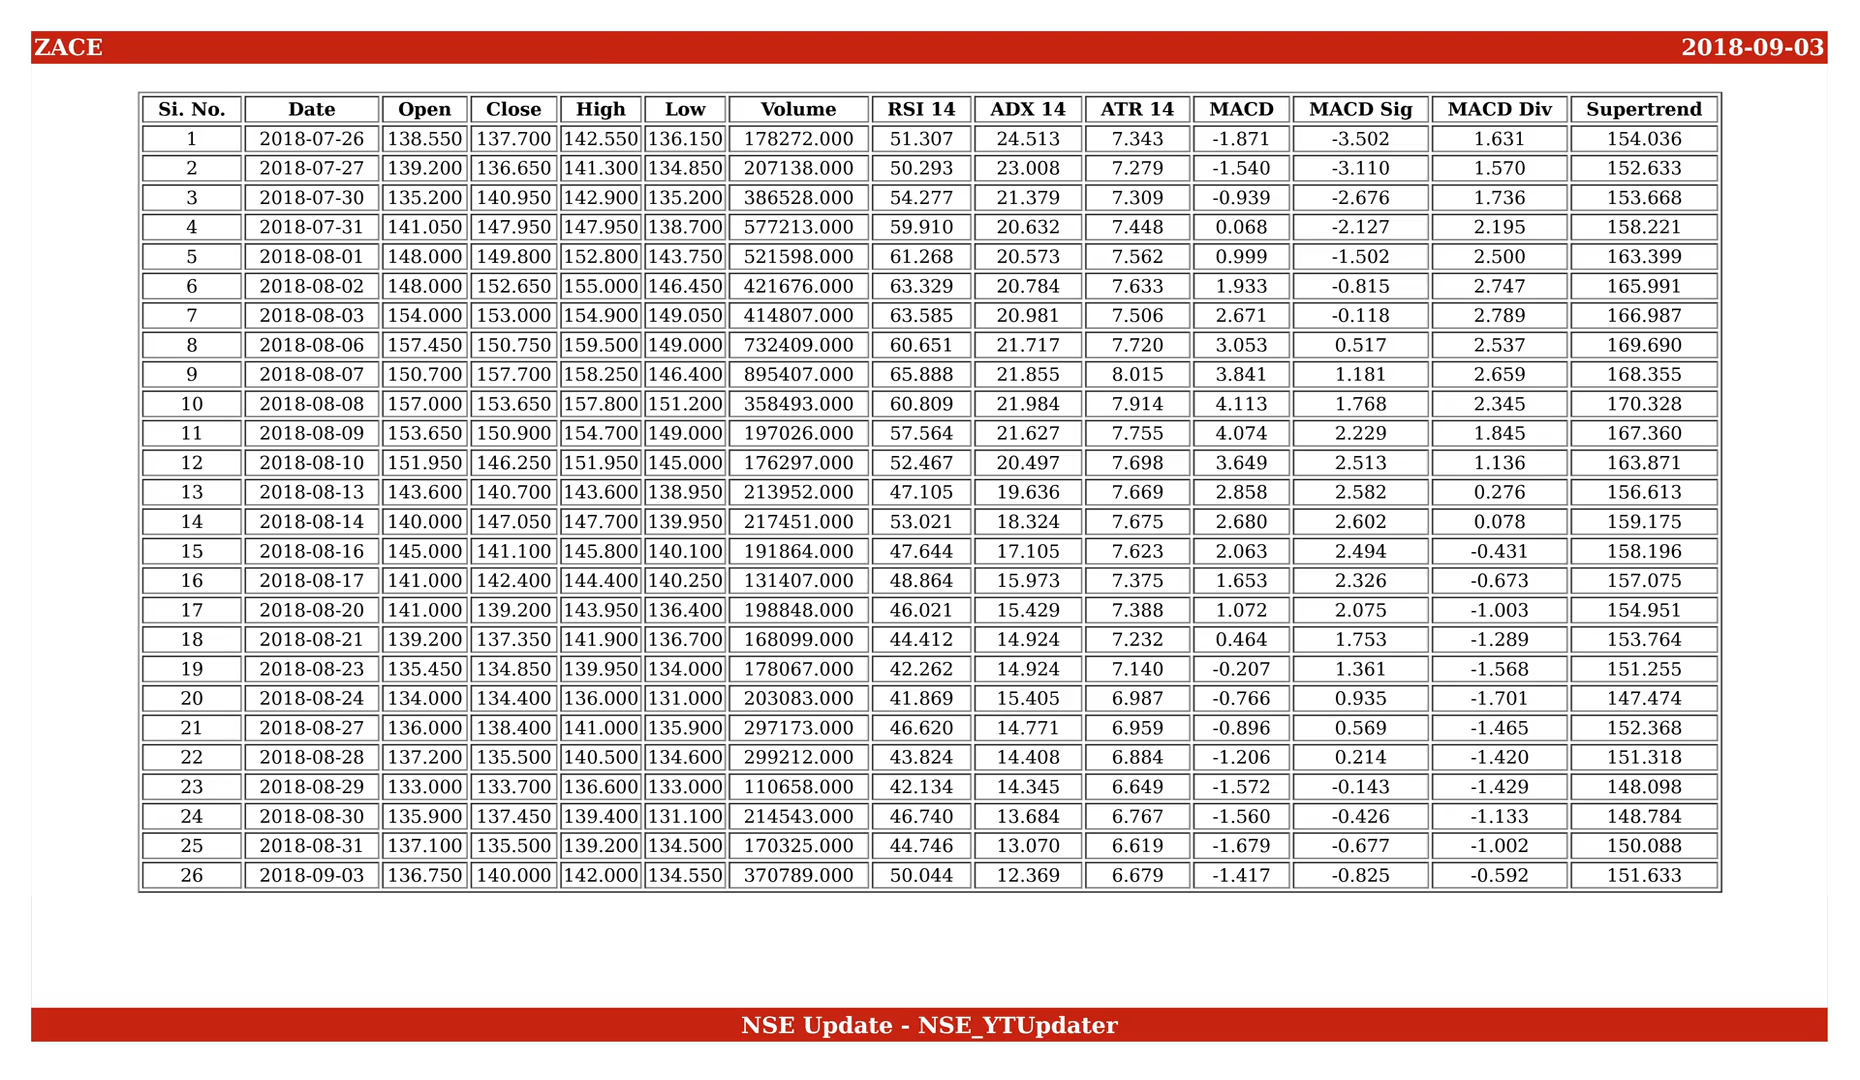 ZACE 2018-09-03
Si. No. Date Open Close High Low Volume RSI 14 ADX 14 ATR 14 MACD MACD Sig MACD Div Supertrend
1 2018-07-26 138.550 137.700 142.550 136.150 178272.000 51.307 24.513 7.343 -1.871 -3.502 1.631 154.036
2 2018-07-27 139.200 136.650 141.300 134.850 207138.000 50.293 23.008 7.279 -1.540 -3.110 1.570 152.633
3 2018-07-30 135.200 140.950 142.900 135.200 386528.000 54.277 21.379 7.309 -0.939 -2.676 1.736 153.668
4 2018-07-31 141.050 147.950 147.950 138.700 577213.000 59.910 20.632 7.448 0.068 -2.127 2.195 158.221
5 2018-08-01 148.000 149.800 152.800 143.750 521598.000 61.268 20.573 7.562 0.999 -1.502 2.500 163.399
6 2018-08-02 148.000 152.650 155.000 146.450 421676.000 63.329 20.784 7.633 1.933 -0.815 2.747 165.991
7 2018-08-03 154.000 153.000 154.900 149.050 414807.000 63.585 20.981 7.506 2.671 -0.118 2.789 166.987
8 2018-08-06 157.450 150.750 159.500 149.000 732409.000 60.651 21.717 7.720 3.053 0.517 2.537 169.690
9 2018-08-07 150.700 157.700 158.250 146.400 895407.000 65.888 21.855 8.015 3.841 1.181 2.659 168.355
10 2018-08-08 157.000 153.650 157.800 151.200 358493.000 60.809 21.984 7.914 4.113 1.768 2.345 170.328
11 2018-08-09 153.650 150.900 154.700 149.000 197026.000 57.564 21.627 7.755 4.074 2.229 1.845 167.360
12 2018-08-10 151.950 146.250 151.950 145.000 176297.000 52.467 20.497 7.698 3.649 2.513 1.136 163.871
13 2018-08-13 143.600 140.700 143.600 138.950 213952.000 47.105 19.636 7.669 2.858 2.582 0.276 156.613
14 2018-08-14 140.000 147.050 147.700 139.950 217451.000 53.021 18.324 7.675 2.680 2.602 0.078 159.175
15 2018-08-16 145.000 141.100 145.800 140.100 191864.000 47.644 17.105 7.623 2.063 2.494 -0.431 158.196
16 2018-08-17 141.000 142.400 144.400 140.250 131407.000 48.864 15.973 7.375 1.653 2.326 -0.673 157.075
17 2018-08-20 141.000 139.200 143.950 136.400 198848.000 46.021 15.429 7.388 1.072 2.075 -1.003 154.951
18 2018-08-21 139.200 137.350 141.900 136.700 168099.000 44.412 14.924 7.232 0.464 1.753 -1.289 153.764
19 2018-08-23 135.450 134.850 139.950 134.000 178067.000 42.262 14.924 7.140 -0.207 1.361 -1.568 151.255
20 2018-08-24 134.000 134.400 136.000 131.000 203083.000 41.869 15.405 6.987 -0.766 0.935 -1.701 147.474
21 2018-08-27 136.000 138.400 141.000 135.900 297173.000 46.620 14.771 6.959 -0.896 0.569 -1.465 152.368
22 2018-08-28 137.200 135.500 140.500 134.600 299212.000 43.824 14.408 6.884 -1.206 0.214 -1.420 151.318
23 2018-08-29 133.000 133.700 136.600 133.000 110658.000 42.134 14.345 6.649 -1.572 -0.143 -1.429 148.098
24 2018-08-30 135.900 137.450 139.400 131.100 214543.000 46.740 13.684 6.767 -1.560 -0.426 -1.133 148.784
25 2018-08-31 137.100 135.500 139.200 134.500 170325.000 44.746 13.070 6.619 -1.679 -0.677 -1.002 150.088
26 2018-09-03 136.750 140.000 142.000 134.550 370789.000 50.044 12.369 6.679 -1.417 -0.825 -0.592 151.633
NSE Update - NSE_YTUpdater